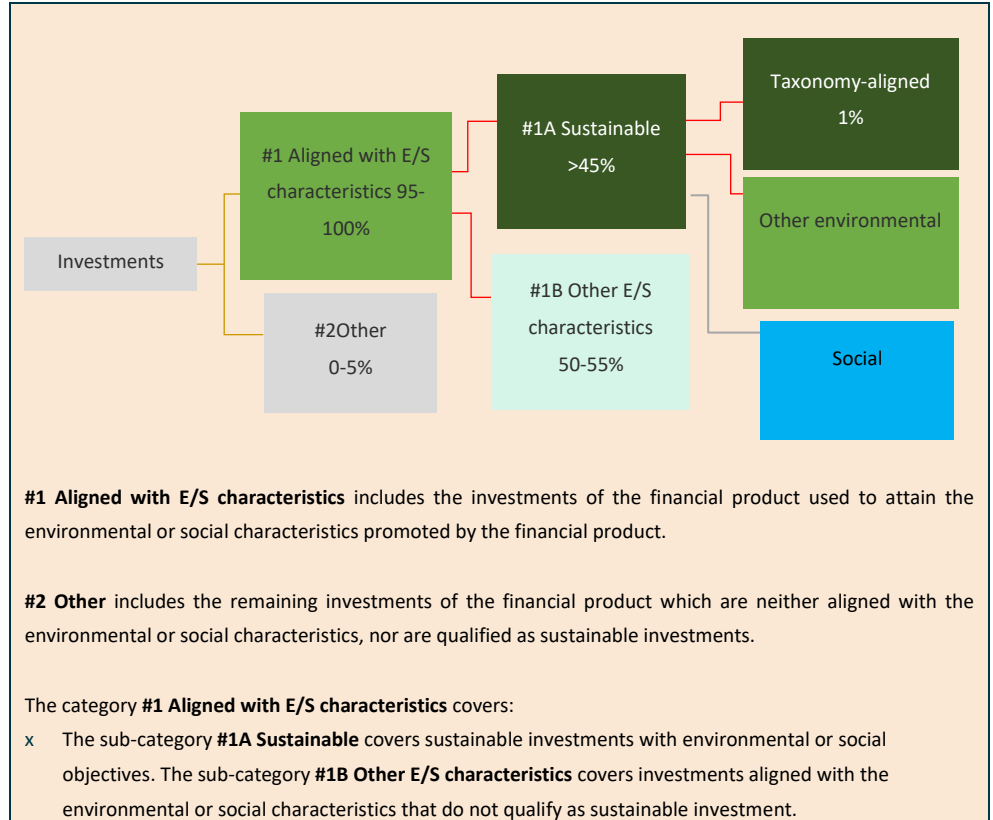 Investments
#1 Aligned with E/S
characteristics 95-
100%
#2Other
0-5%
#1A Sustainable
>45%
#1B Other E/S
characteristics
50-55%
Taxonomy-aligned
1%
Other environmental
Social
#1 Aligned with E/S characteristics includes the investments of the financial product used to attain the
environmental or social characteristics promoted by the financial product.
#2 Other includes the remaining investments of the financial product which are neither aligned with the
environmental or social characteristics, nor are qualified as sustainable investments.
The category #1 Aligned with E/S characteristics covers:
x The sub-category #1A Sustainable covers sustainable investments with environmental or social
objectives. The sub-category #1B Other E/S characteristics covers investments aligned with the
environmental or social characteristics that do not qualify as sustainable investment.